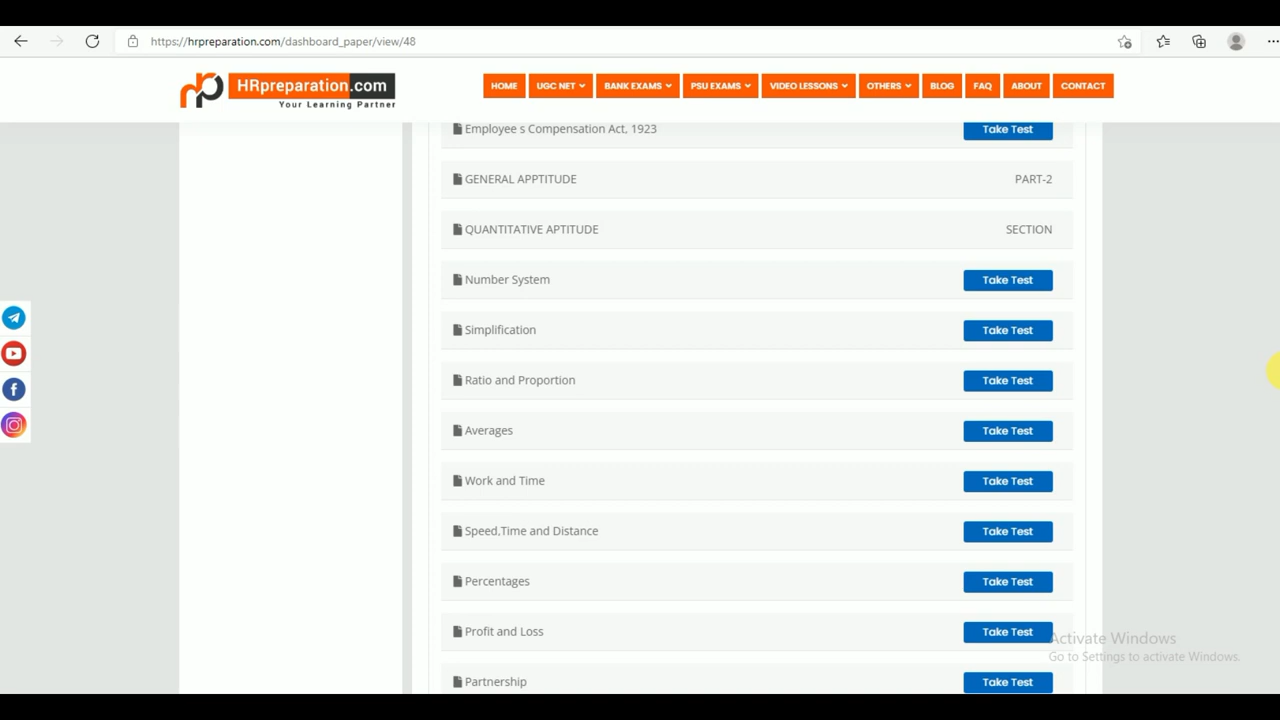 https://hrpreparation.com/dashboard_paper/view/48
HRpreparation.com
Your Learning Partner
HOME
UGC NET
BANK EXAMS
PSU EXAMS
VIDEO LESSONS
OTHERS
BLOG
FAQ
ABOUT
CONTACT
Employee s Compensation Act, 1923 Take Test
GENERAL APPTITUDE PART-2
QUANTITATIVE APTITUDE SECTION
Number System Take Test
Simplification Take Test
Ratio and Proportion Take Test
Averages Take Test
Work and Time Take Test
Speed,Time and Distance Take Test
Percentages Take Test
Profit and Loss Take Test
Activate Windows
Go to Settings to activate Windows.
Partnership Take Test